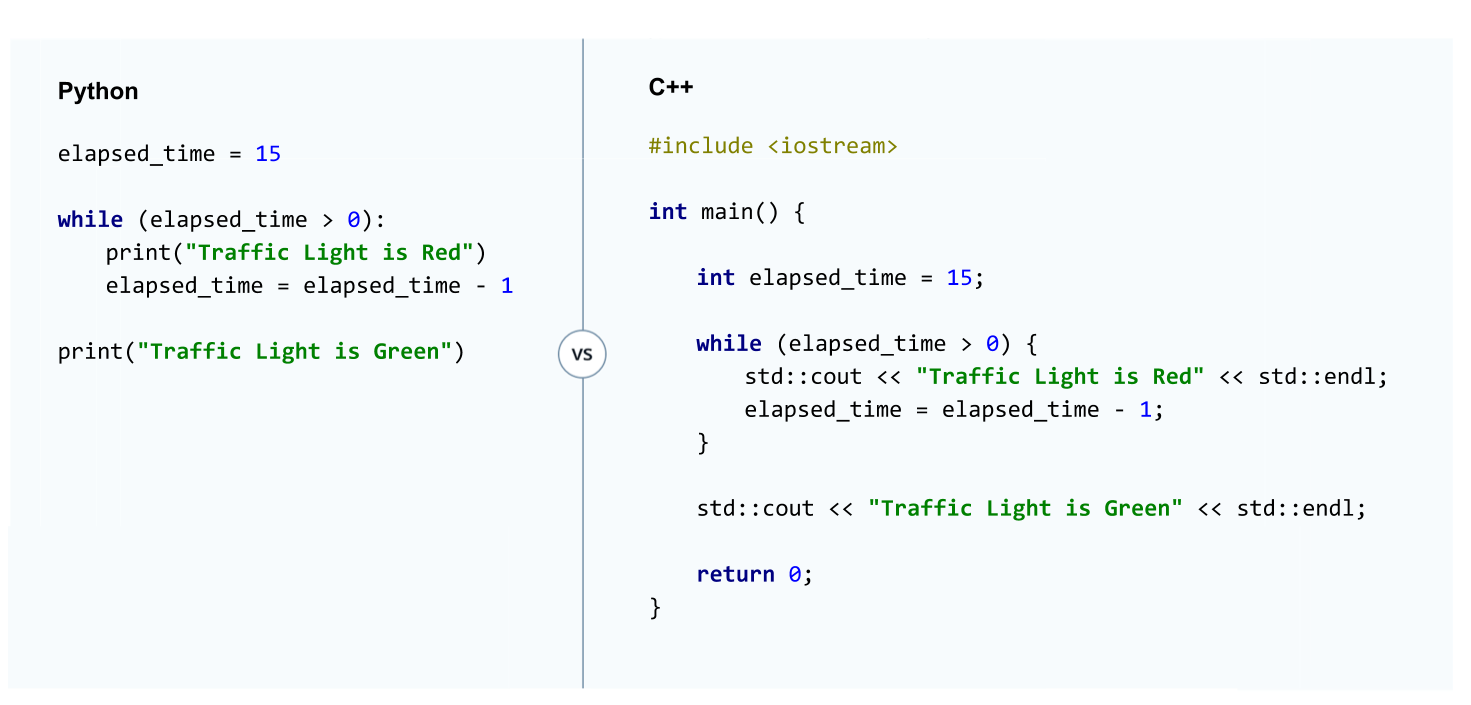 Python
elapsed_time = 15
while (elapsed_time > 0):
    print("Traffic Light is Red")
    elapsed_time = elapsed_time - 1
print("Traffic Light is Green")
vs
C++
#include <iostream>
int main() {
    int elapsed_time = 15;
    while (elapsed_time > 0) {
        std::cout << "Traffic Light is Red" << std::endl;
        elapsed_time = elapsed_time - 1;
    }
    std::cout << "Traffic Light is Green" << std::endl;
    return 0;
}